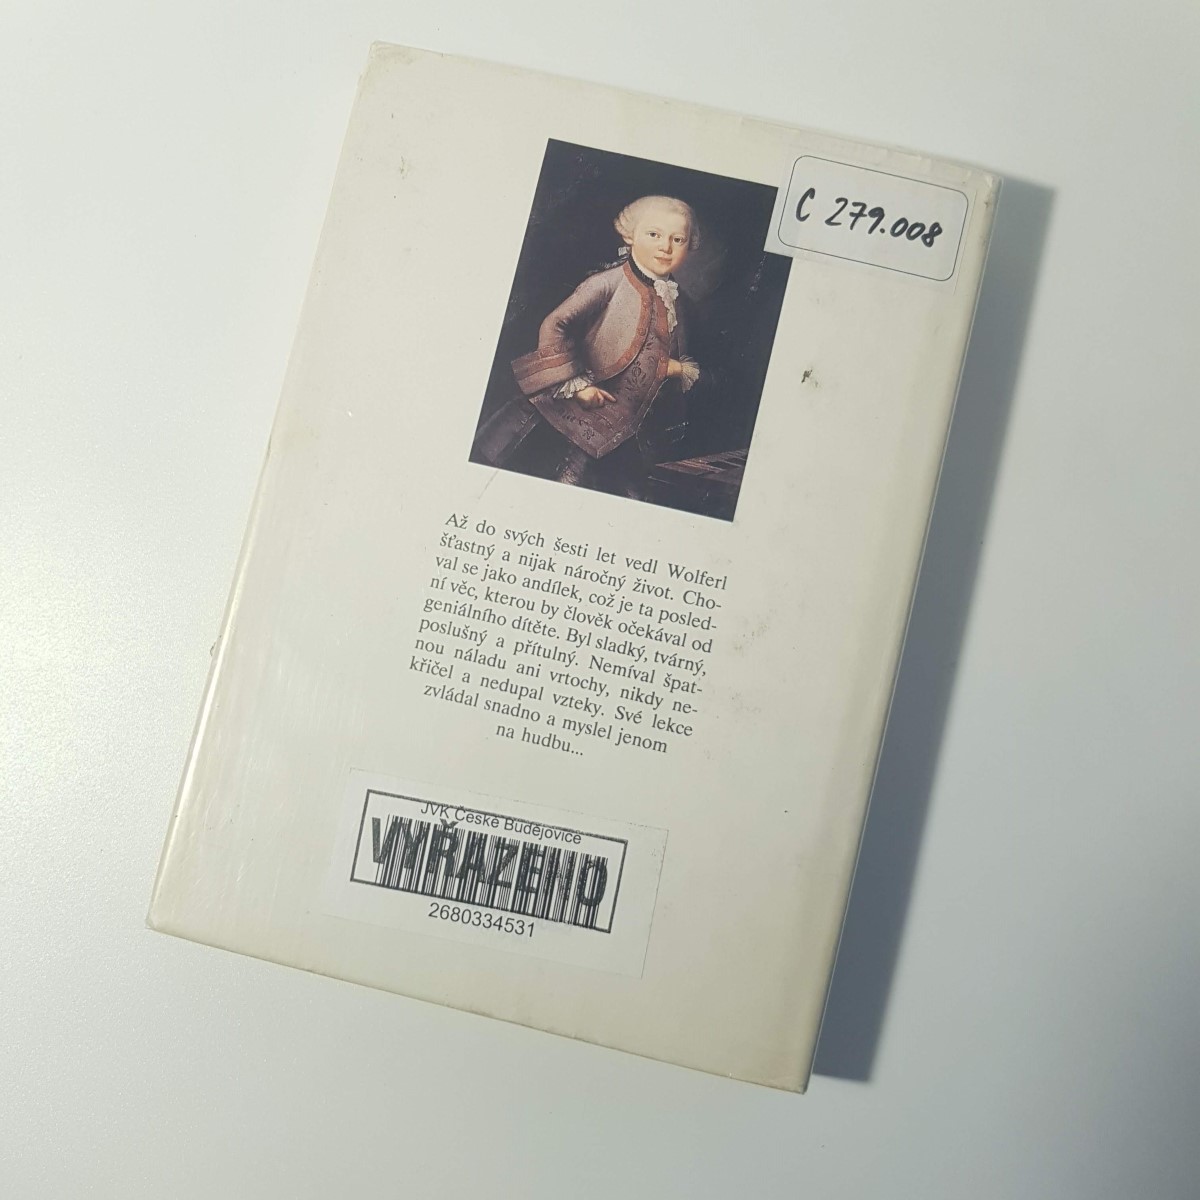 C 279.008
Až do svých šesti let vedl Wolferl
šťastný a nijak náročný život. Cho-
val se jako andílek, což je ta posled-
ní věc, kterou by člověk očekával od
geniálního dítěte. Byl sladký, tvárný,
poslušný a přítulný. Nemíval špat-
nou náladu ani vrtochy, nikdy ne-
křičel a nedupal vzteky. Své lekce
zvládal snadno a myslel jenom
na hudbu...
JVK České Budějovice
VYŘAZENO
2680334531